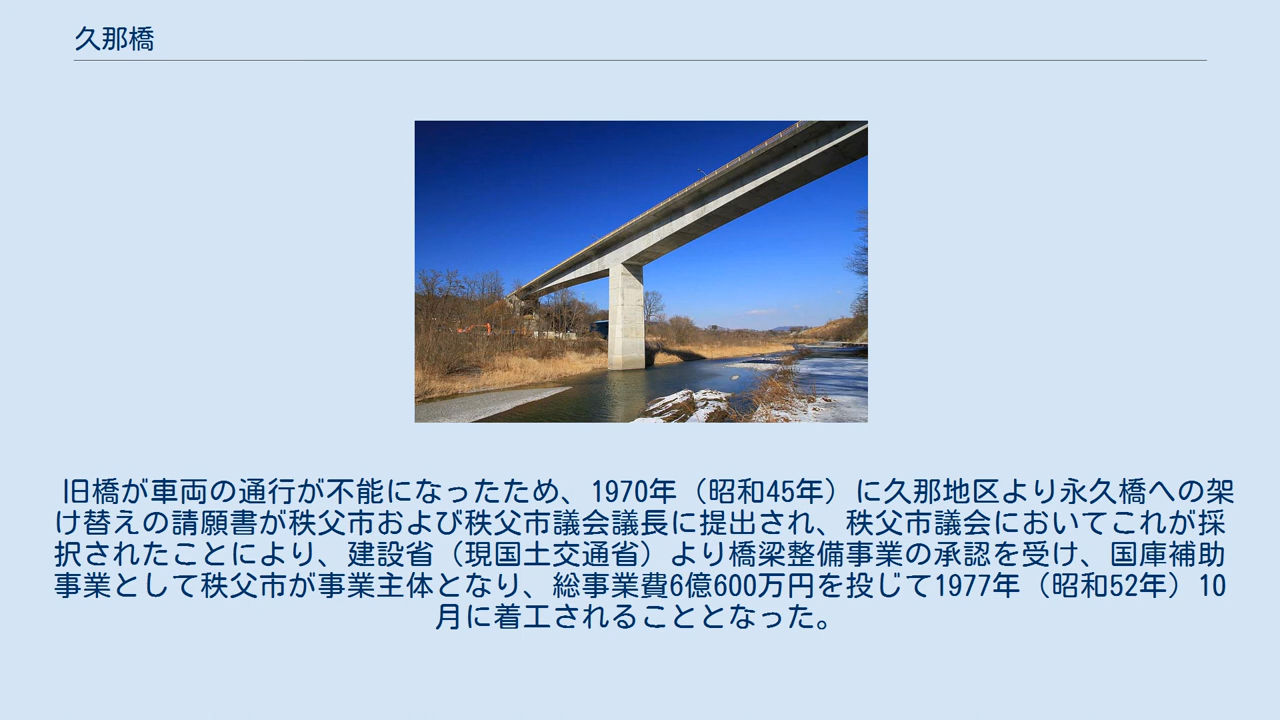 久那橋
旧橋が車両の通行が不能になったため、1970年（昭和45年）に久那地区より永久橋への架
け替えの請願書が秩父市および秩父市議会議長に提出され、秩父市議会においてこれが採
択されたことにより、建設省（現国土交通省）より橋梁整備事業の承認を受け、国庫補助
事業として秩父市が事業主体となり、総事業費6億600万円を投じて1977年（昭和52年）10
月に着工されることとなった。